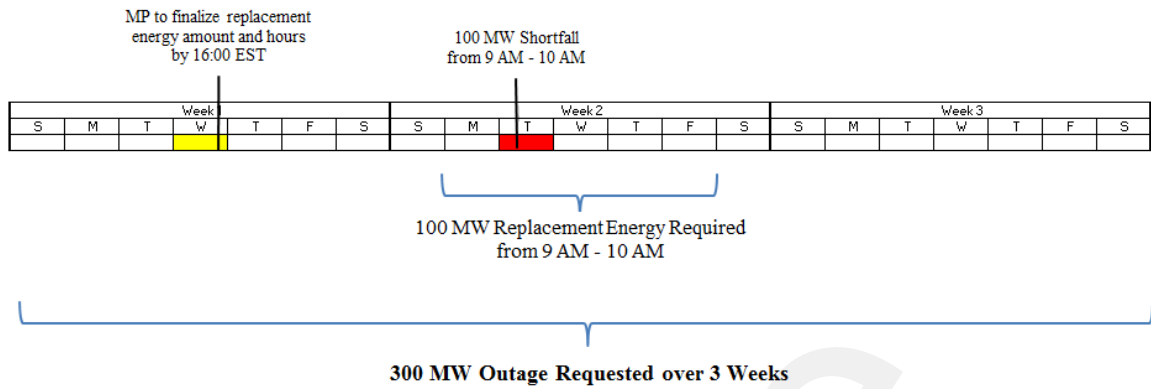 MP to finalize replacement
energy amount and hours
by 16:00 EST
100 MW Shortfall
from 9 AM - 10 AM
Week 1 Week 2 Week 3
S M T W T F S S M T W T F S S M T W T F S
100 MW Replacement Energy Required
from 9 AM - 10 AM
300 MW Outage Requested over 3 Weeks